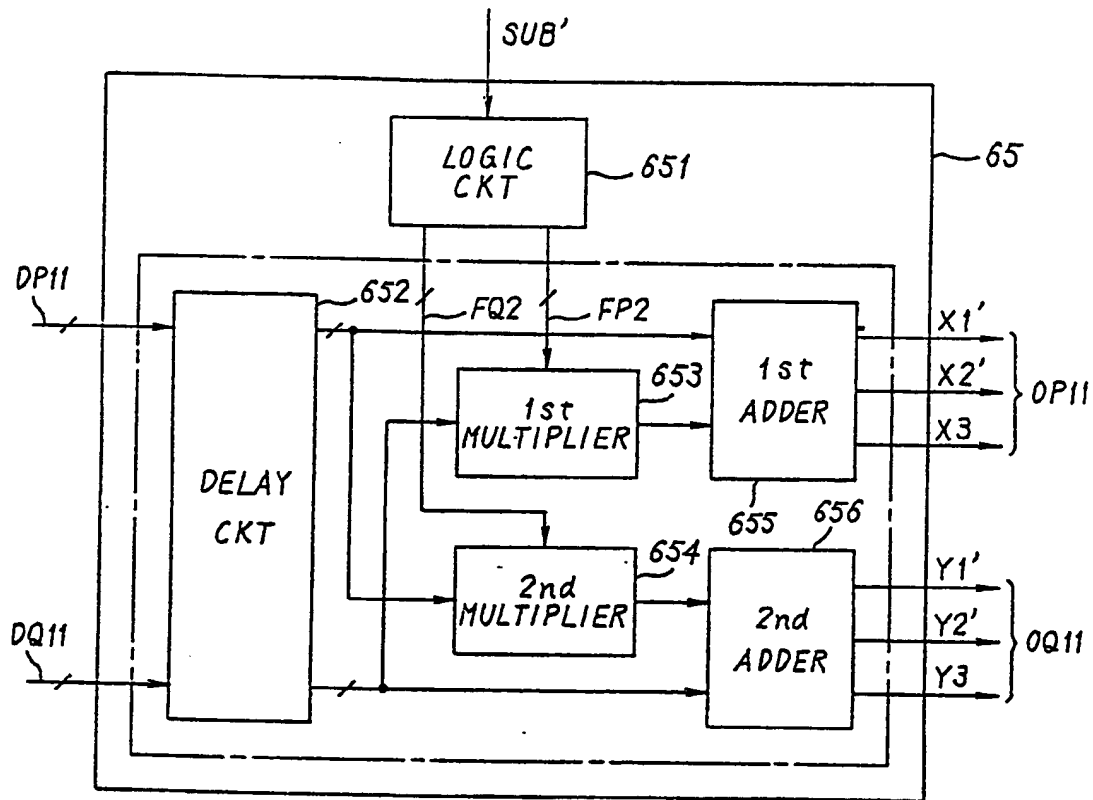 SUB'
LOGIC
CKT
651
65
DP11
652
FQ2
FP2
X1'
X2'
X3
OP11
1st
MULTIPLIER
653
1st
ADDER
655
DELAY
CKT
656
2nd
MULTIPLIER
654
2nd
ADDER
Y1'
Y2'
Y3
OQ11
DQ11